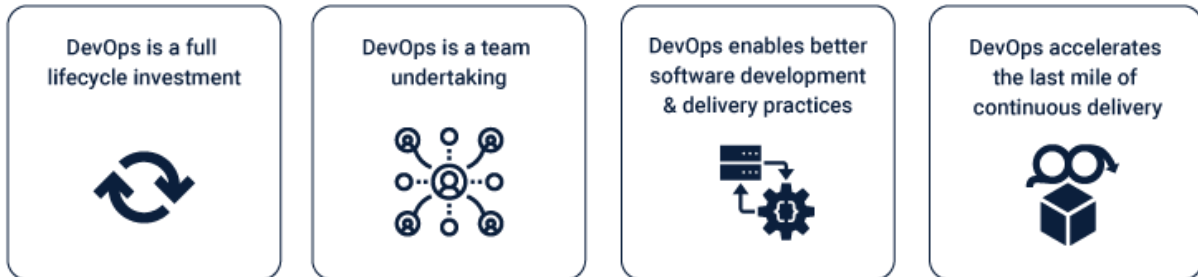 DevOps is a full
lifecycle investment
DevOps is a team
undertaking
DevOps enables better
software development
& delivery practices
DevOps accelerates
the last mile of
continuous delivery